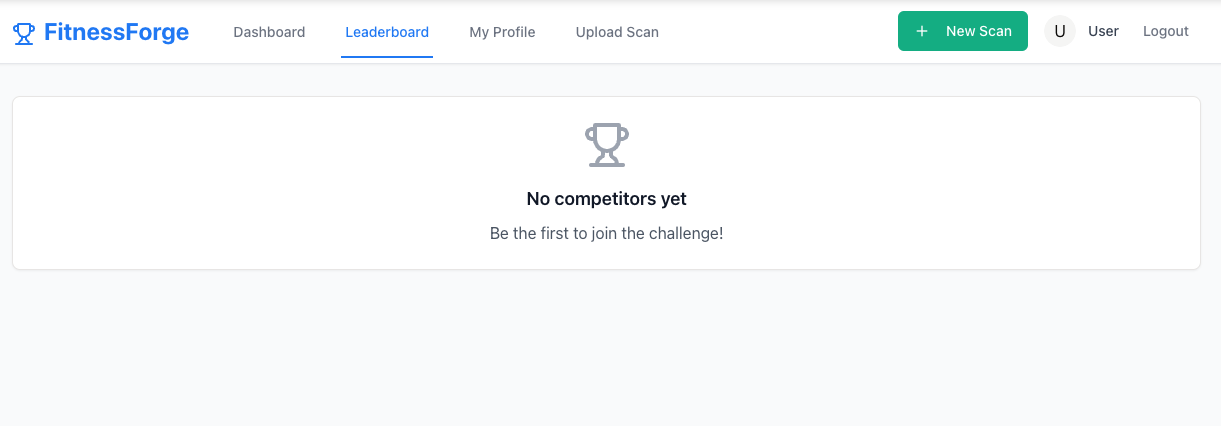 FitnessForge Dashboard Leaderboard My Profile Upload Scan + New Scan U User Logout
No competitors yet
Be the first to join the challenge!